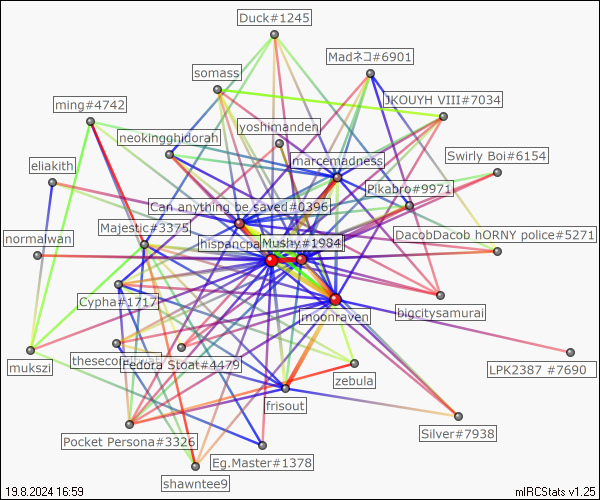 Duck#1245
Madネコ#6901
somass
JKOUYH VIII#7034
ming#4742
yoshimanden
neokingghidorah
marcemadness
Swirly Boi#6154
eliakith
Pikabro#9971
Can anything be saved#0396
Majestic#3375
DacobDacob hORNY police#5271
normalwan
Mushy#1984
Cypha#1717
moonraven
bigcitysamurai
mukszi
Fedora Stoat#4479
LPK2387 #7690
zebula
frisout
Pocket Persona#3326
Silver#7938
Eg.Master#1378
shawntee9
19.8.2024 16:59
mIRCStats v1.25